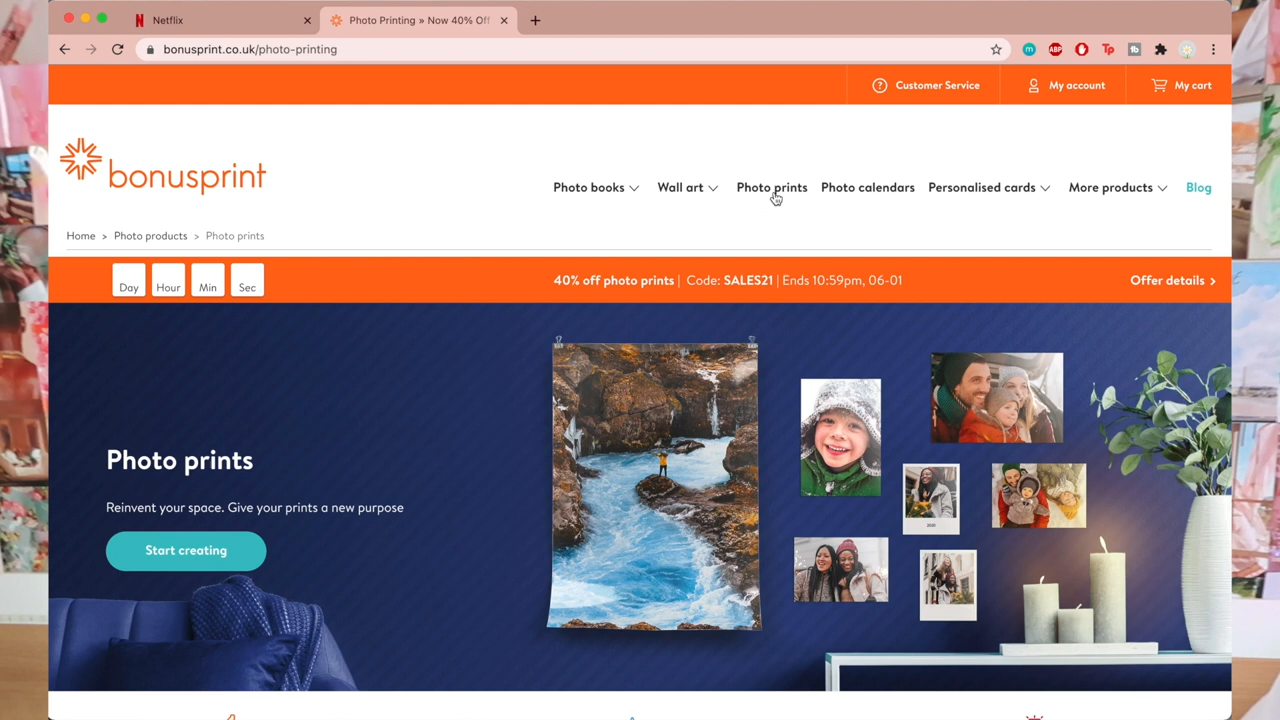 Netflix
Photo Printing » Now 40% Off
bonusprint.co.uk/photo-printing
ABP
Tp
Customer Service
My account
My cart
bonusprint
Photo books
Wall art
Photo prints
Photo calendars
Personalised cards
More products
Blog
Home > Photo products > Photo prints
Day Hour Min Sec
40% off photo prints | Code: SALES21 | Ends 10:59pm, 06-01
Offer details >
Photo prints
Reinvent your space. Give your prints a new purpose
Start creating